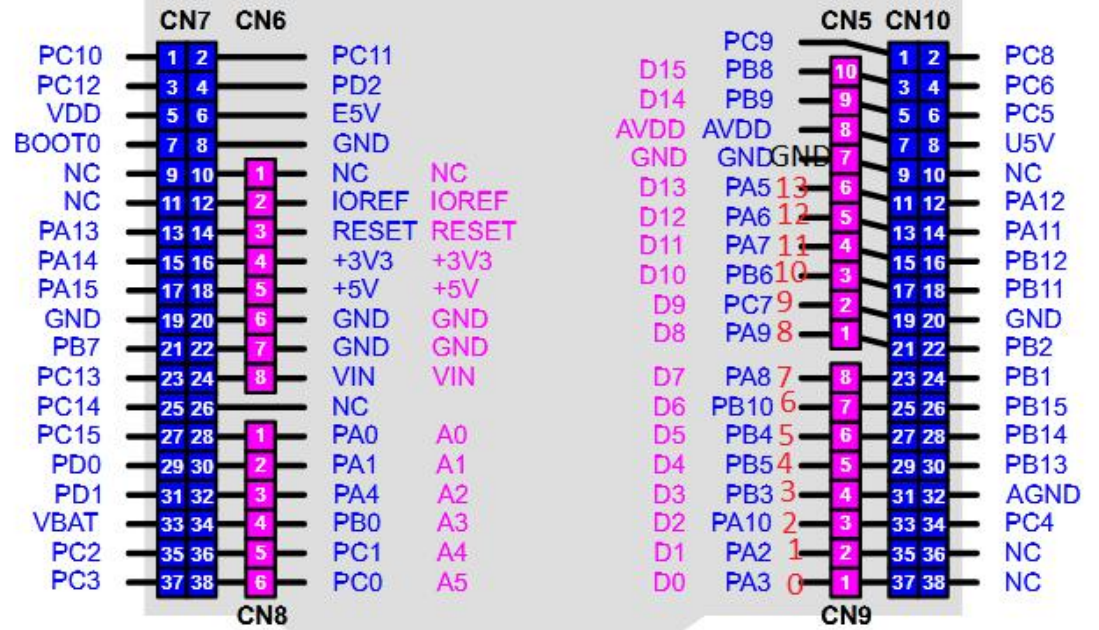 CN7 CN6 CN5 CN10
PC9
PC10 1 2 PC11 1 2 PC8
D15 PB8 10
PC12 3 4 PD2 3 4 PC6
D14 PB9 9
VDD 5 6 E5V 5 6 PC5
AVDD AVDD 8
BOOT0 7 8 GND 7 8 U5V
GND GND GND 7
NC 9 10 1 NC NC 9 10 NC
D13 PA5 13 6
NC 11 12 2 IOREF IOREF 11 12 PA12
D12 PA6 12 5
PA13 13 14 3 RESET RESET 13 14 PA11
D11 PA7 11 4
PA14 15 16 4 +3V3 +3V3 15 16 PB12
D10 PB6 10 3
PA15 17 18 5 +5V +5V 17 18 PB11
D9 PC7 9 2
GND 19 20 6 GND GND 19 20 GND
D8 PA9 8 1
PB7 21 22 7 GND GND 21 22 PB2
PC13 23 24 8 VIN VIN D7 PA8 7 8 23 24 PB1
PC14 25 26 NC D6 PB10 6 7 25 26 PB15
PC15 27 28 1 PA0 A0 D5 PB4 5 6 27 28 PB14
PD0 29 30 2 PA1 A1 D4 PB5 4 5 29 30 PB13
PD1 31 32 3 PA4 A2 D3 PB3 3 4 31 32 AGND
VBAT 33 34 4 PB0 A3 D2 PA10 2 3 33 34 PC4
PC2 35 36 5 PC1 A4 D1 PA2 1 2 35 36 NC
PC3 37 38 6 PC0 A5 D0 PA3 0 1 37 38 NC
CN8 CN9